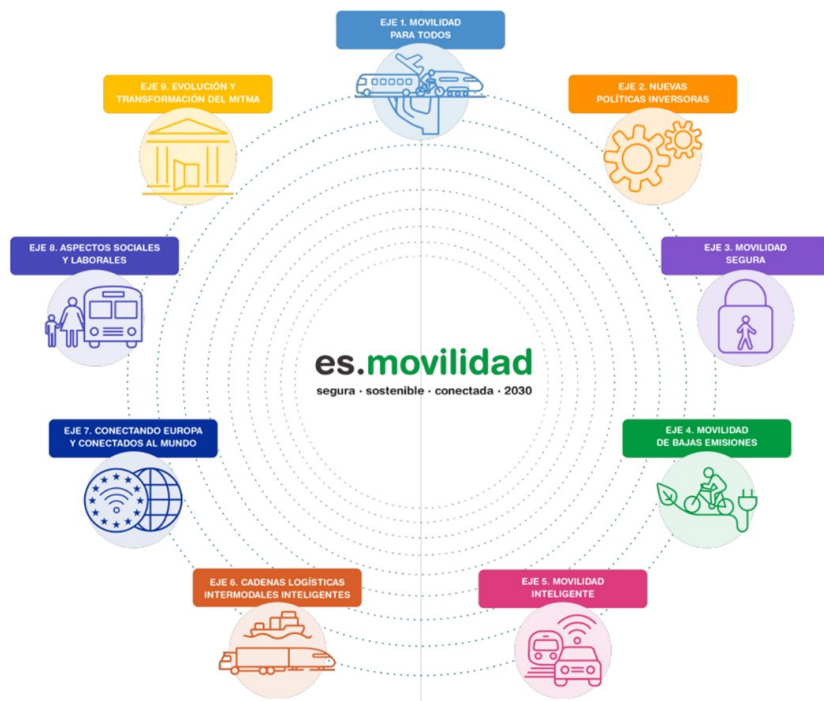 EJE 1. MOVILIDAD
PARA TODOS
EJE 9. EVOLUCIÓN Y
TRANSFORMACIÓN DEL MITMA
EJE 2. NUEVAS
POLÍTICAS INVERSORAS
EJE 8. ASPECTOS SOCIALES
Y LABORALES
EJE 3. MOVILIDAD
SEGURA
es.movilidad
segura · sostenible · conectada · 2030
EJE 7. CONECTANDO EUROPA
Y CONECTADOS AL MUNDO
EJE 4. MOVILIDAD
DE BAJAS EMISIONES
EJE 6. CADENAS LOGÍSTICAS
INTERMODALES INTELIGENTES
EJE 5. MOVILIDAD
INTELIGENTE